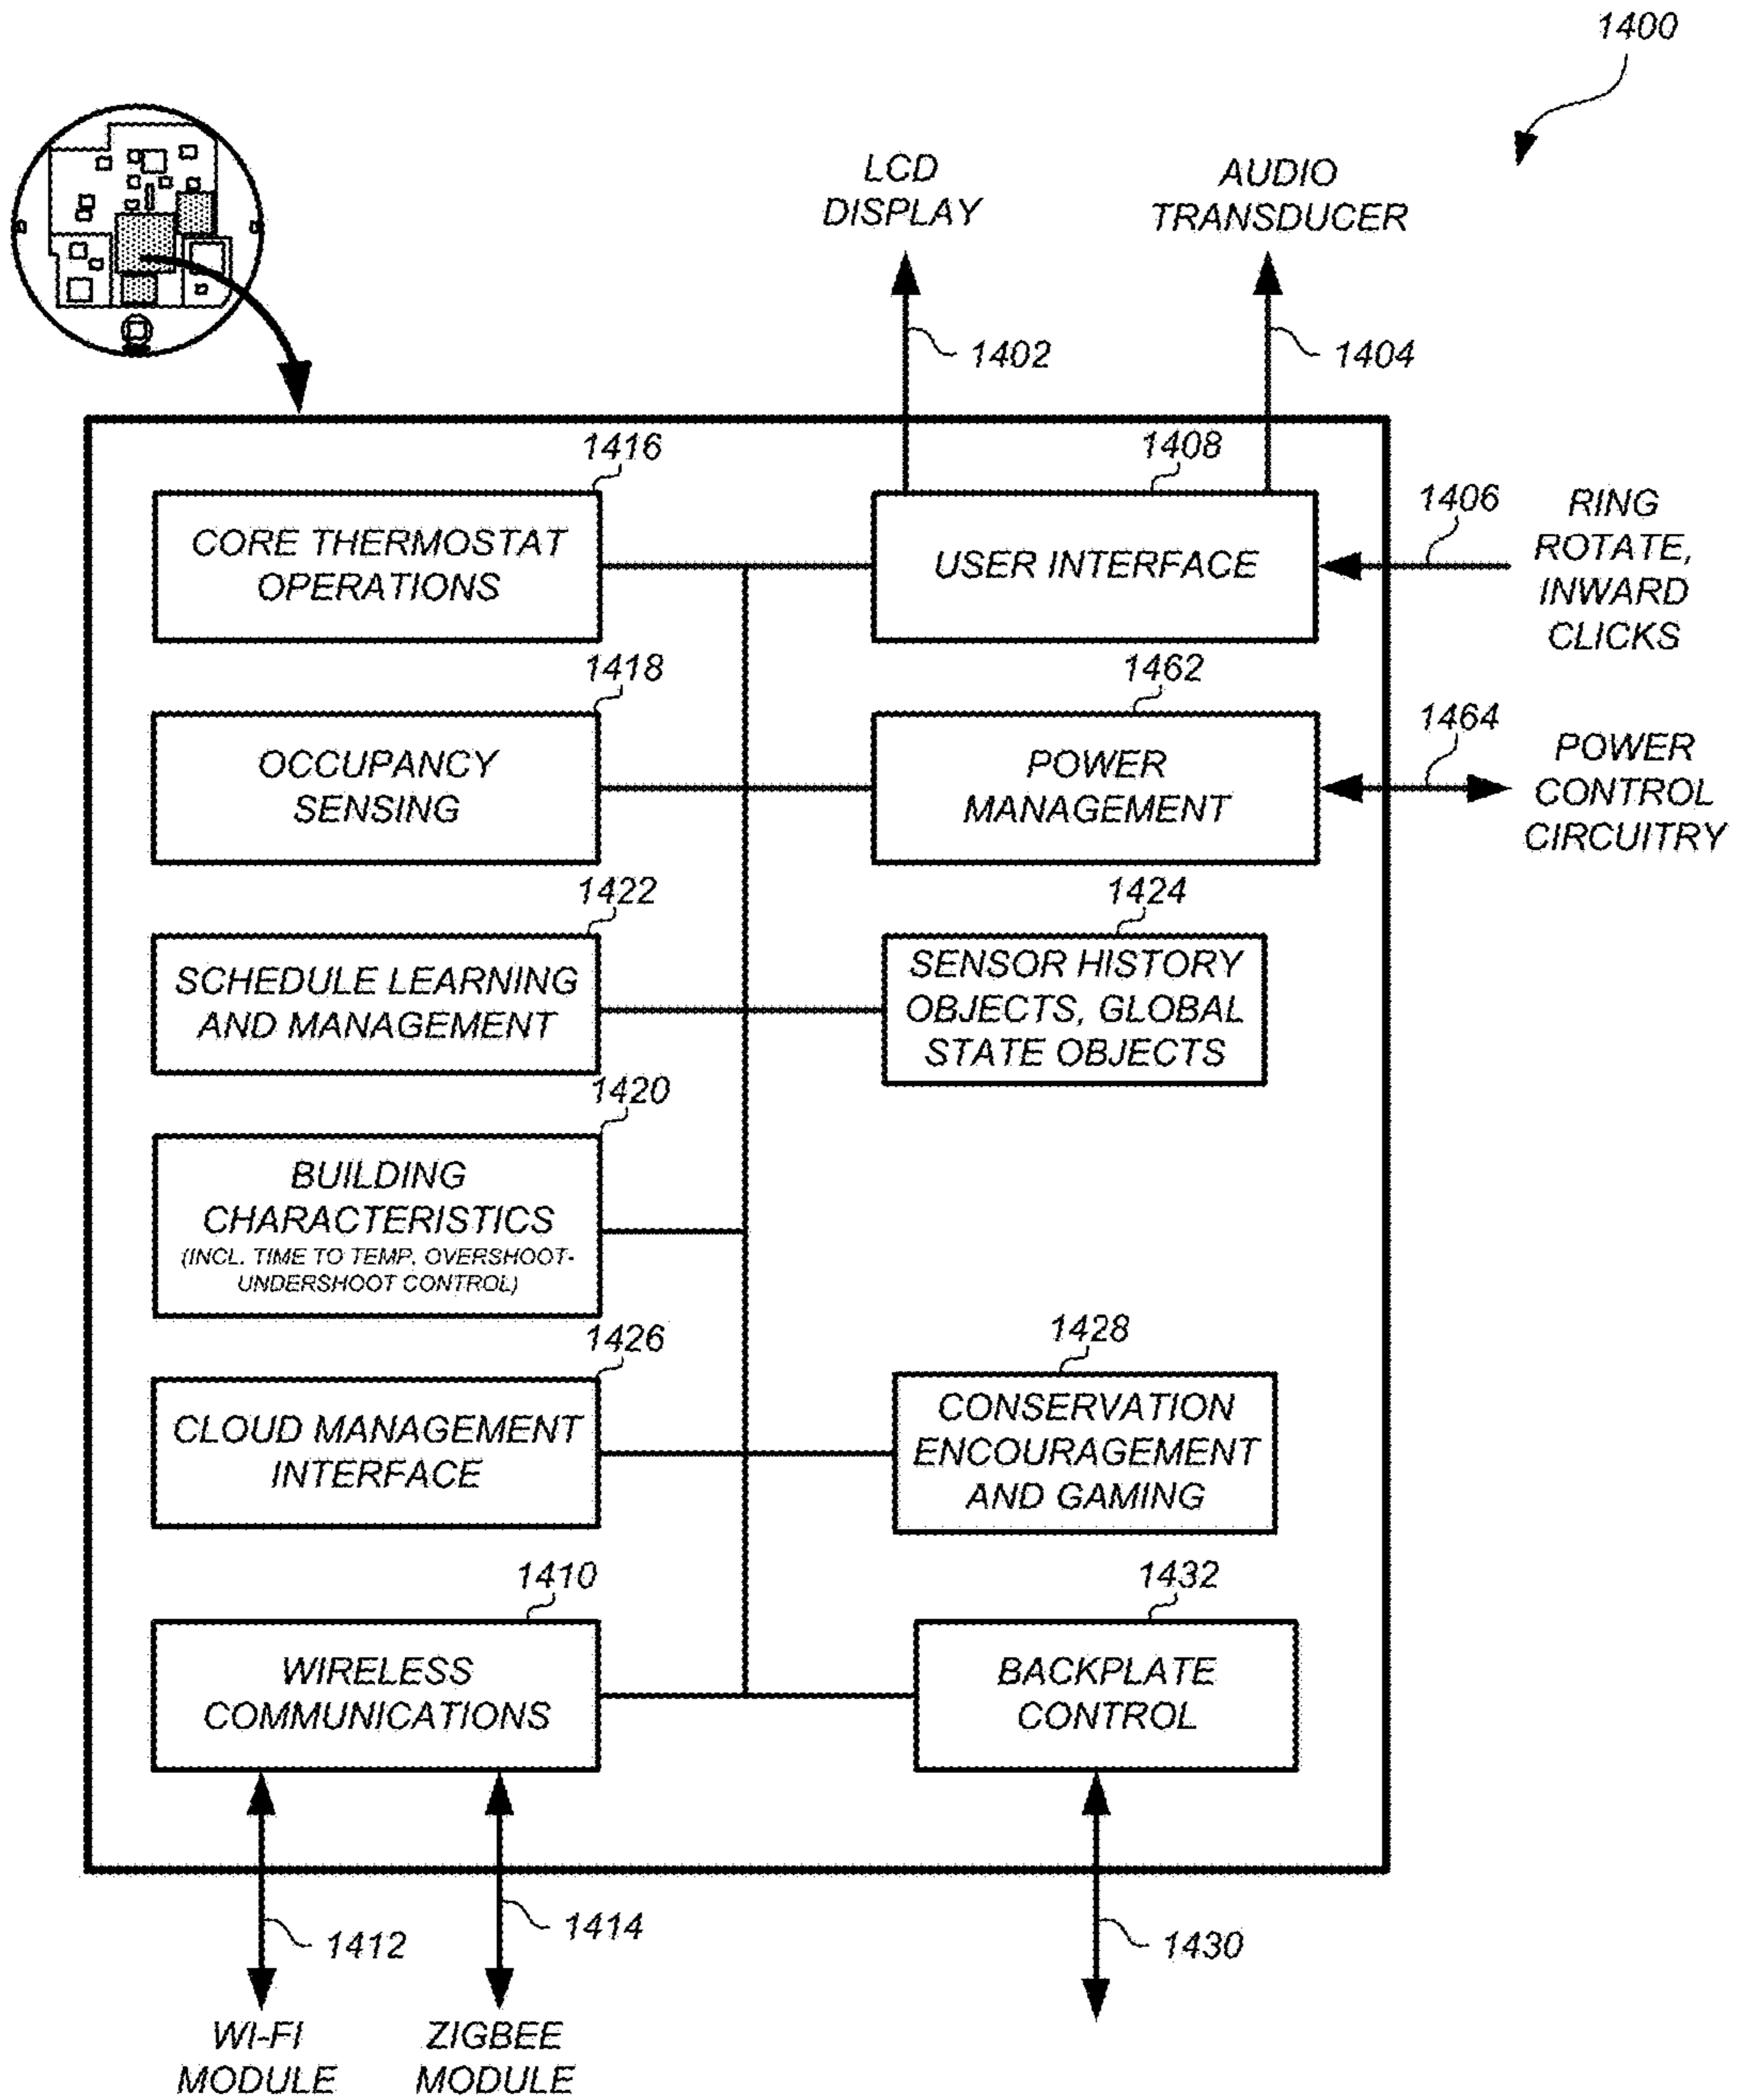 1400
LCD
DISPLAY
AUDIO
TRANSDUCER
1402
1404
1416
CORE THERMOSTAT
OPERATIONS
1408
USER INTERFACE
1406
RING
ROTATE,
INWARD
CLICKS
1418
OCCUPANCY
SENSING
1462
POWER
MANAGEMENT
1464
POWER
CONTROL
CIRCUITRY
1422
SCHEDULE LEARNING
AND MANAGEMENT
1424
SENSOR HISTORY
OBJECTS, GLOBAL
STATE OBJECTS
1420
BUILDING
CHARACTERISTICS
(INCL. TIME TO TEMP, OVERSHOOT-
UNDERSHOOT CONTROL)
1426
CLOUD MANAGEMENT
INTERFACE
1428
CONSERVATION
ENCOURAGEMENT
AND GAMING
1410
WIRELESS
COMMUNICATIONS
1432
BACKPLATE
CONTROL
1412
1414
1430
WI-FI
MODULE
ZIGBEE
MODULE